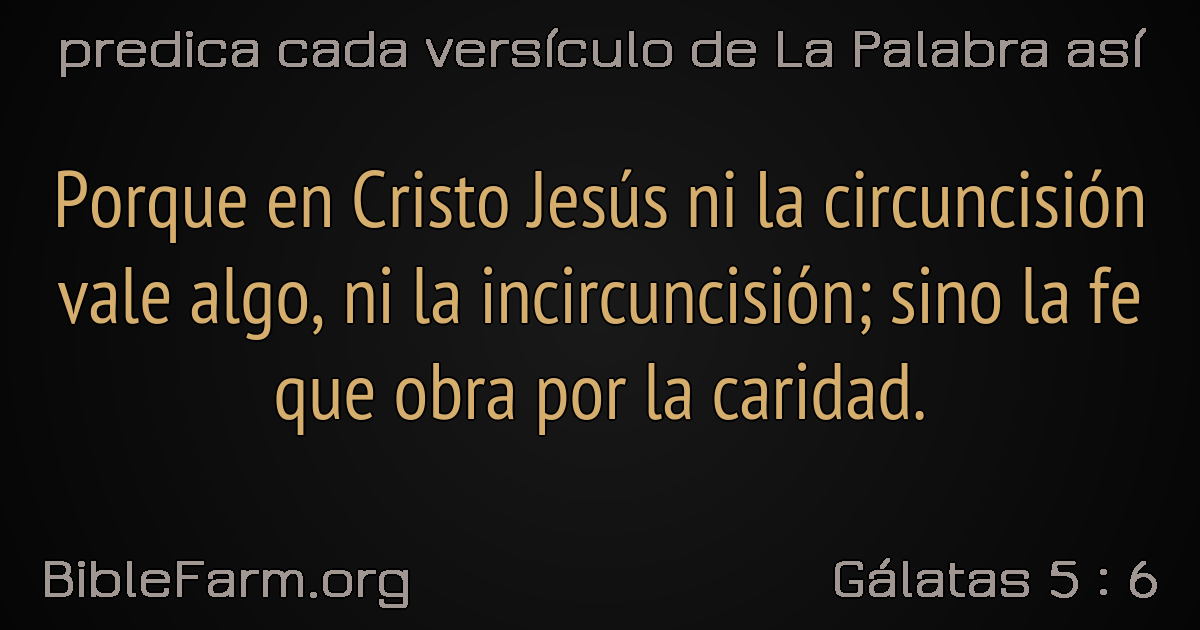 predica cada versículo de La Palabra así
Porque en Cristo Jesús ni la circuncisión
vale algo, ni la incircuncisión; sino la fe
que obra por la caridad.
BibleFarm.org
Gálatas 5 : 6